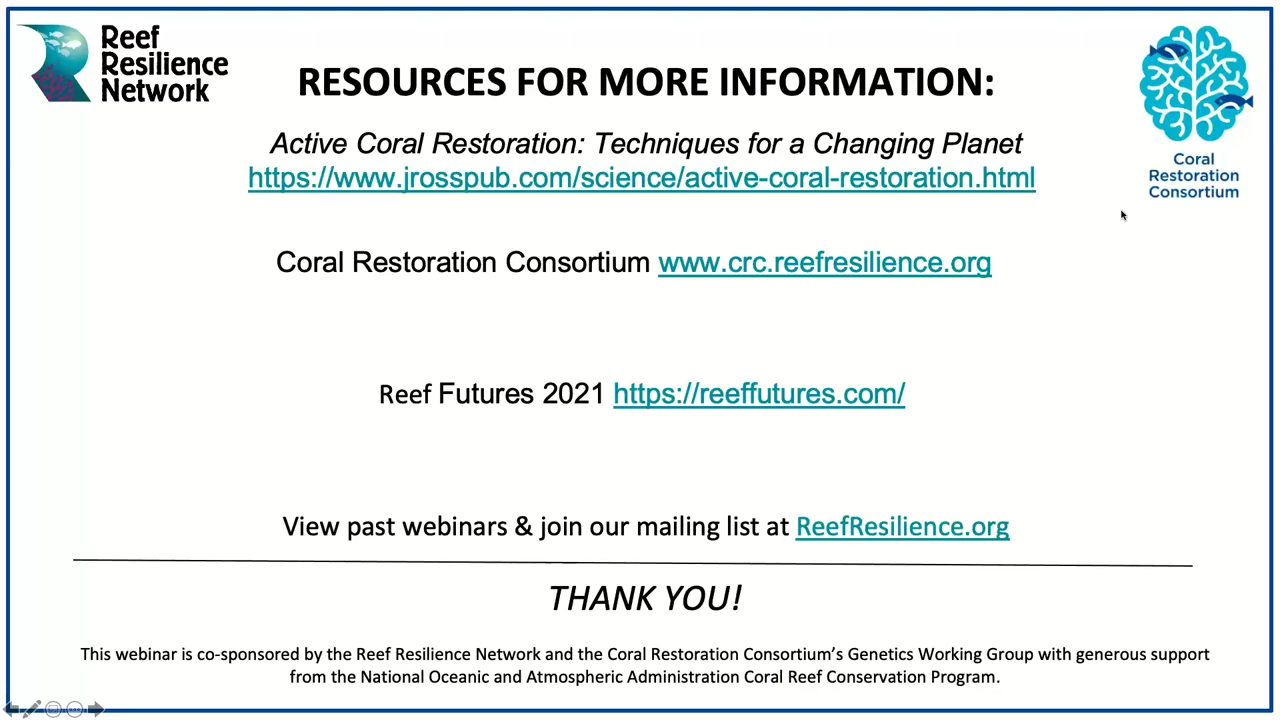 Reef
Resilience
Network
RESOURCES FOR MORE INFORMATION:
Active Coral Restoration: Techniques for a Changing Planet
https://www.jrosspub.com/science/active-coral-restoration.html
Coral
Restoration
Consortium
Coral Restoration Consortium www.crc.reefresilience.org
Reef Futures 2021 https://reeffutures.com/
View past webinars & join our mailing list at ReefResilience.org
THANK YOU!
This webinar is co-sponsored by the Reef Resilience Network and the Coral Restoration Consortium’s Genetics Working Group with generous support
from the National Oceanic and Atmospheric Administration Coral Reef Conservation Program.